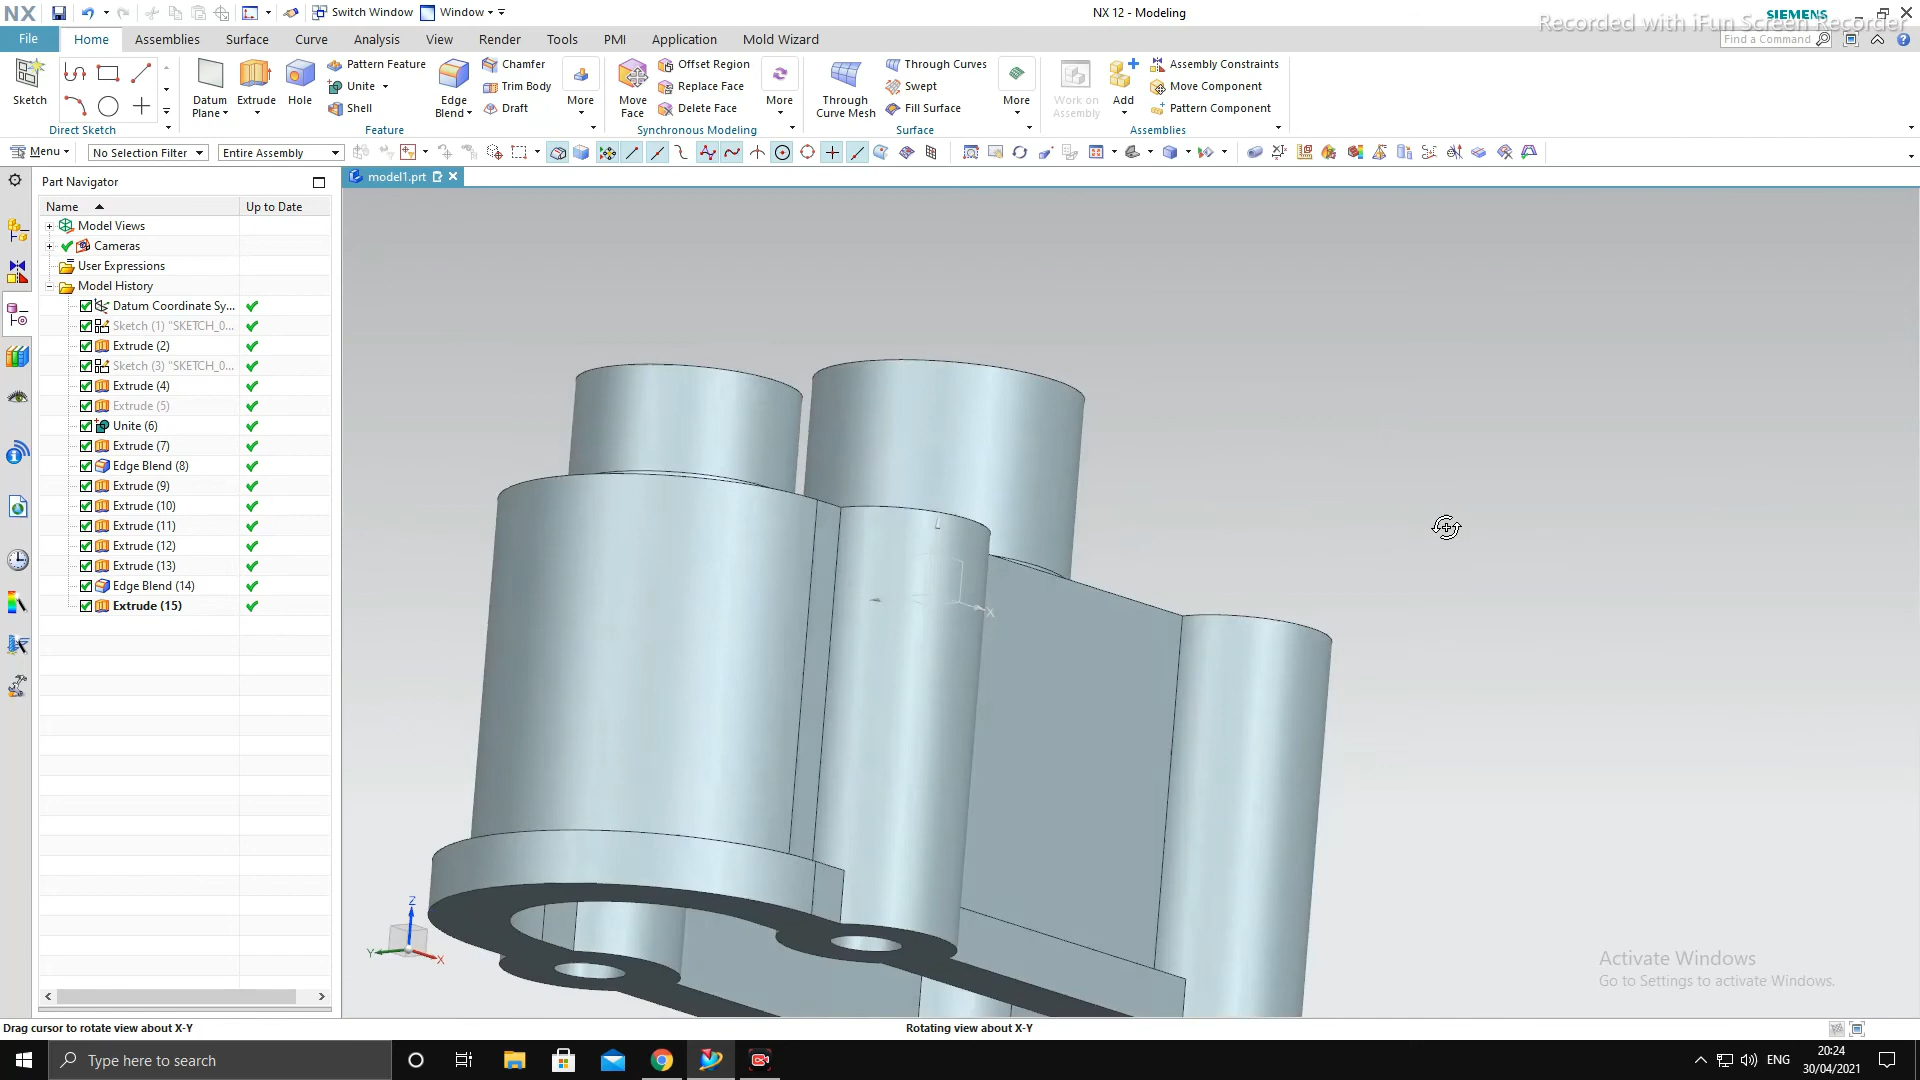 NX
Switch Window
Window
NX 12 - Modeling
SIEMENS
Recorded with iFun Screen Recorder
File
Home
Assemblies
Surface
Curve
Analysis
View
Render
Tools
PMI
Application
Mold Wizard
Find a Command
Sketch
Direct Sketch
Datum Plane
Extrude
Hole
Pattern Feature
Unite
Shell
Edge Blend
Chamfer
Trim Body
Draft
More
Feature
Move Face
Offset Region
Replace Face
Delete Face
More
Synchronous Modeling
Through Curve Mesh
Through Curves
Swept
Fill Surface
More
Surface
Work on Assembly
Add
Assembly Constraints
Move Component
Pattern Component
Assemblies
Menu
No Selection Filter
Entire Assembly
Part Navigator
model1.prt
Name
Up to Date
Model Views
Cameras
User Expressions
Model History
Datum Coordinate Sy...
Sketch (1) "SKETCH_0...
Extrude (2)
Sketch (3) "SKETCH_0...
Extrude (4)
Extrude (5)
Unite (6)
Extrude (7)
Edge Blend (8)
Extrude (9)
Extrude (10)
Extrude (11)
Extrude (12)
Extrude (13)
Edge Blend (14)
Extrude (15)
X
Z
Y
X
Activate Windows
Go to Settings to activate Windows.
Drag cursor to rotate view about X-Y
Rotating view about X-Y
Type here to search
ENG
20:24
30/04/2021